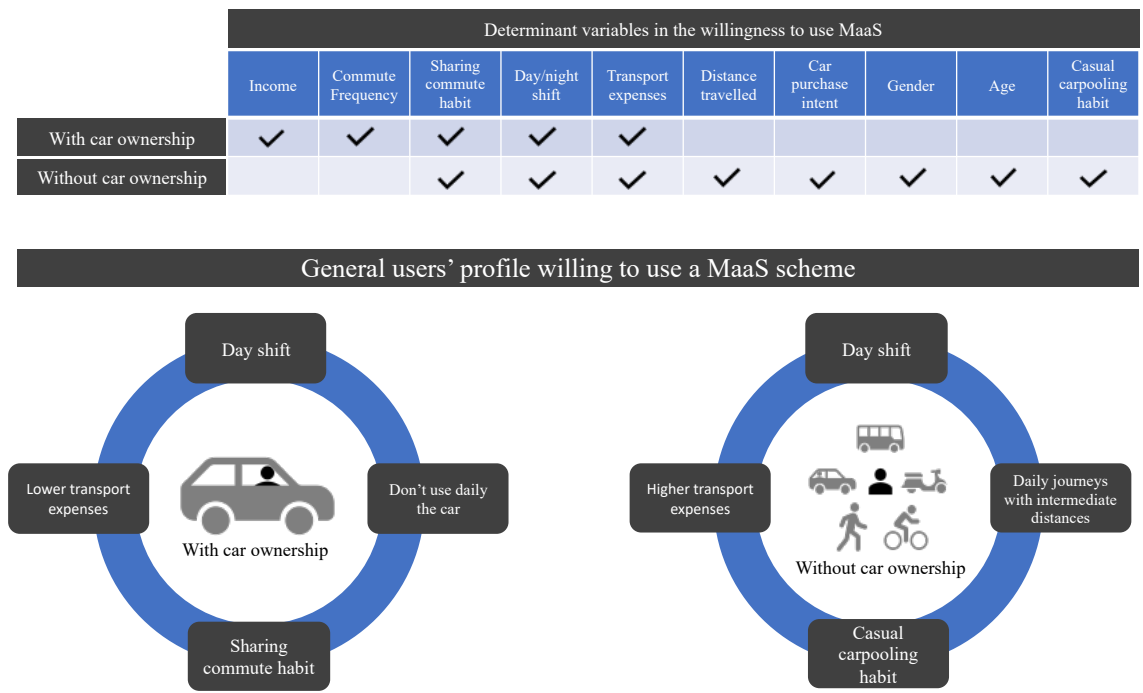 Determinant variables in the willingness to use MaaS
Income
Commute
Frequency
Sharing
commute
habit
Day/night
shift
Transport
expenses
Distance
travelled
Car
purchase
intent
Gender
Age
Casual
carpooling
habit
With car ownership
Without car ownership
General users’ profile willing to use a MaaS scheme
Day shift
Lower transport
expenses
Don’t use daily
the car
With car ownership
Sharing
commute habit
Day shift
Higher transport
expenses
Daily journeys
with intermediate
distances
Without car ownership
Casual
carpooling
habit